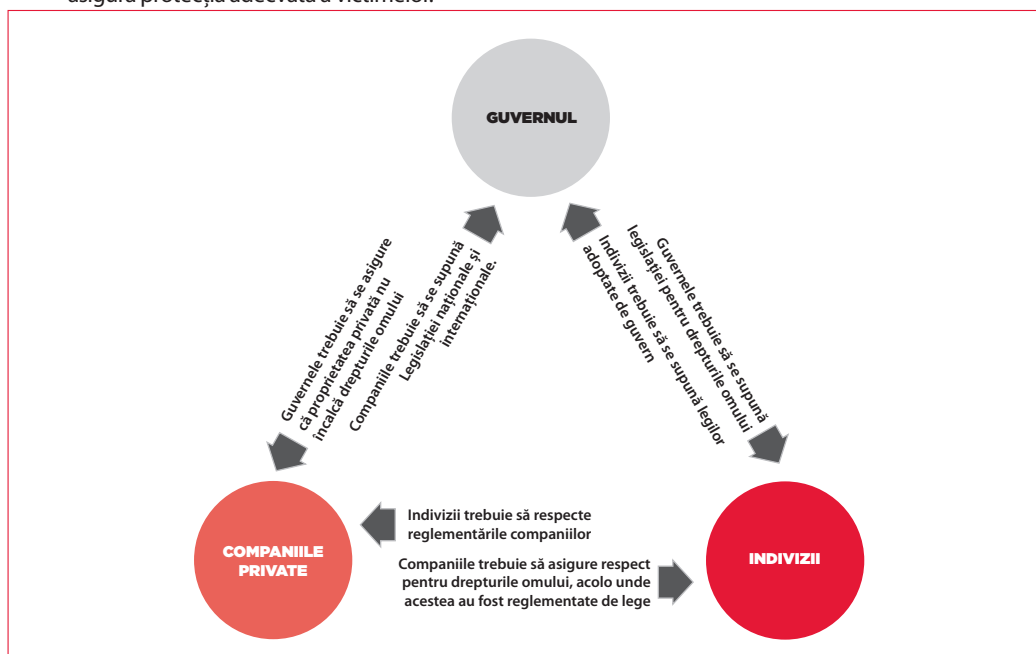 asigura protecția adecvată a victimelor.
GUVERNUL
Guvernele trebuie să se asigure
că proprietatea privată nu
încalcă drepturile omului
Companiile trebuie să se supună
Legislației naționale și
internaționale.
Guvernele trebuie să se supună
legislației pentru drepturile omului
Indivizii trebuie să se supună legilor
adoptate de guvern
COMPANIILE
PRIVATE
Indivizii trebuie să respecte
reglementările companiilor
Companiile trebuie să asigure respect
pentru drepturile omului, acolo unde
acestea au fost reglementate de lege
INDIVIZII